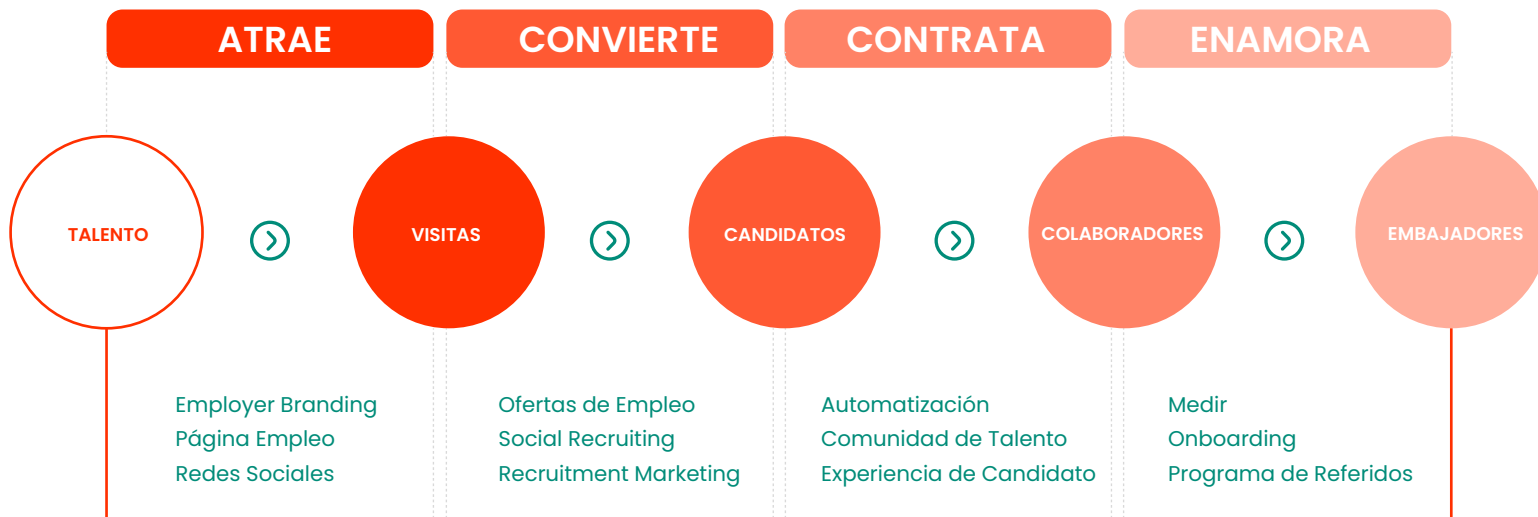 ATRAE
CONVIERTE
CONTRATA
ENAMORA
TALENTO
VISITAS
CANDIDATOS
COLABORADORES
EMBAJADORES
Employer Branding
Página Empleo
Redes Sociales
Ofertas de Empleo
Social Recruiting
Recruitment Marketing
Automatización
Comunidad de Talento
Experiencia de Candidato
Medir
Onboarding
Programa de Referidos